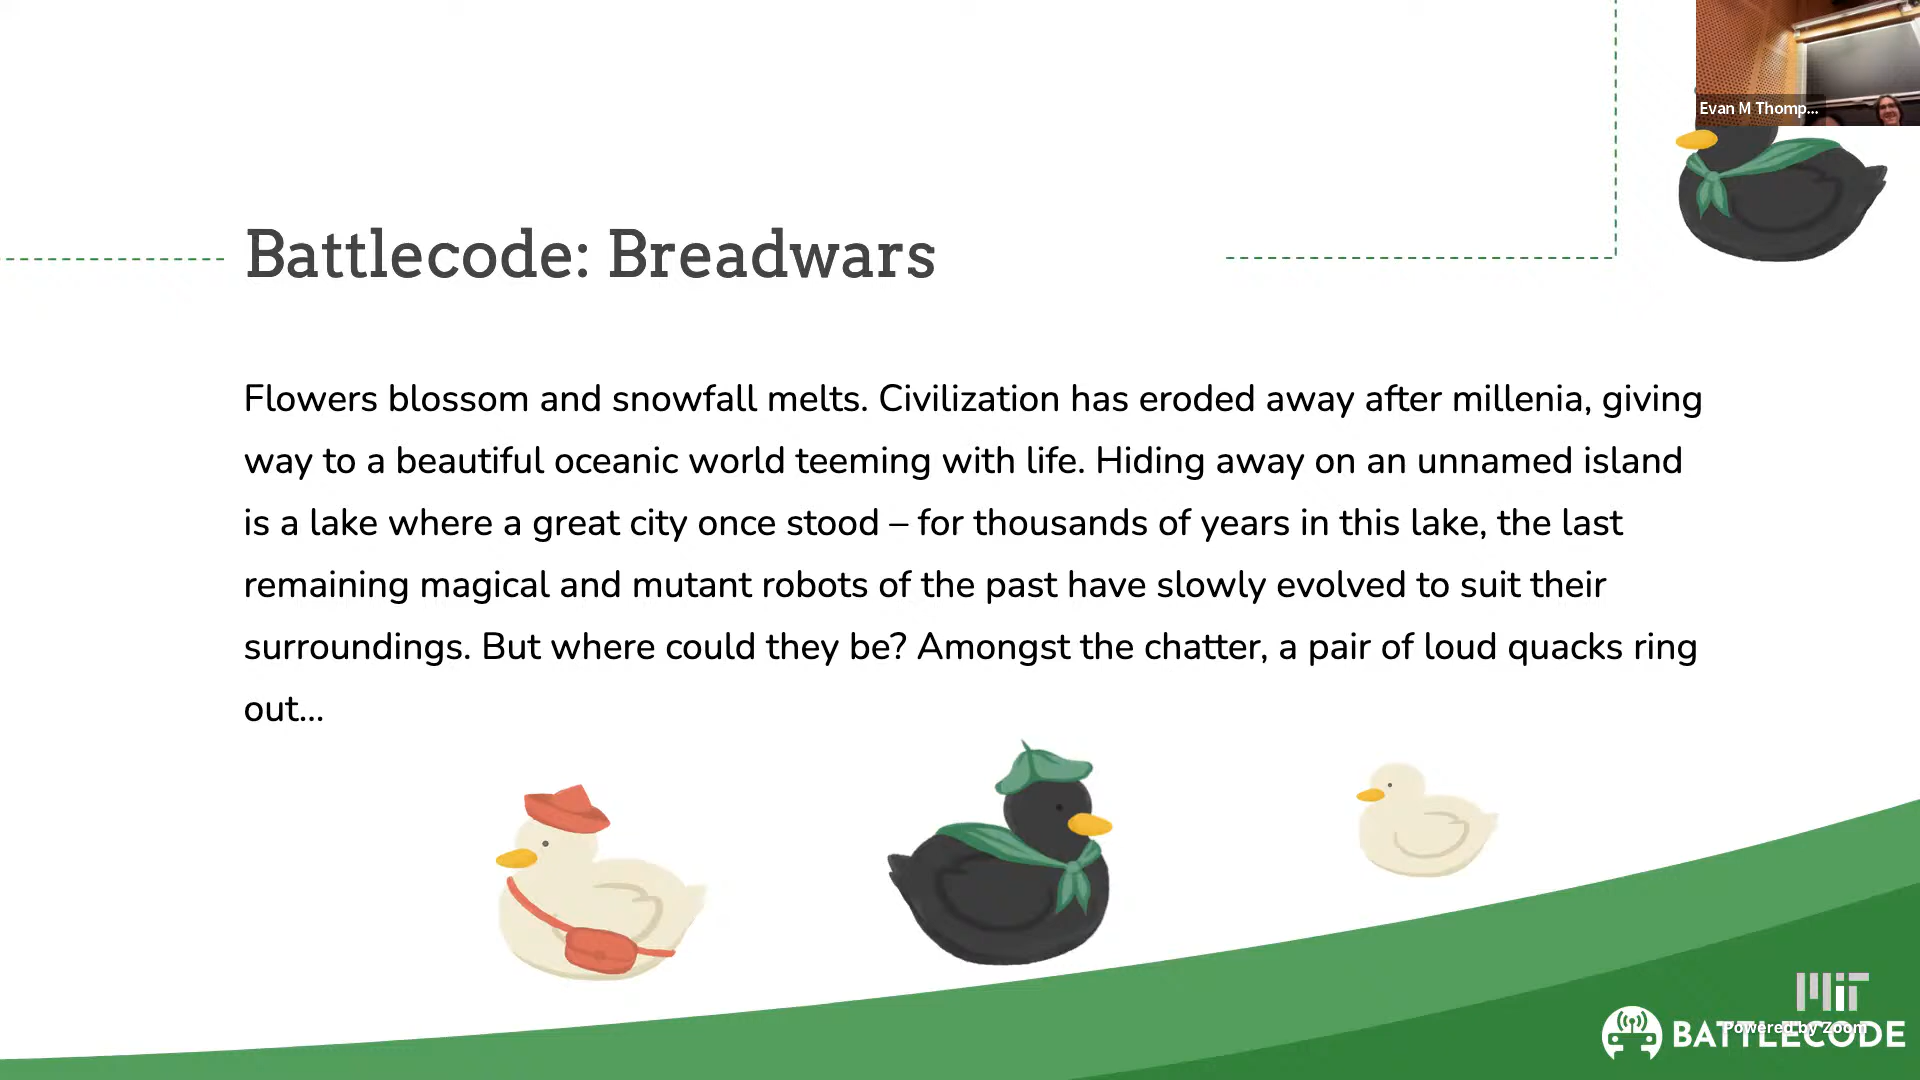 Evan M Thomp...
Battlecode: Breadwars
Flowers blossom and snowfall melts. Civilization has eroded away after millenia, giving
way to a beautiful oceanic world teeming with life. Hiding away on an unnamed island
is a lake where a great city once stood – for thousands of years in this lake, the last
remaining magical and mutant robots of the past have slowly evolved to suit their
surroundings. But where could they be? Amongst the chatter, a pair of loud quacks ring
out...
MIT
Powered by Zoom
BATTLECODE